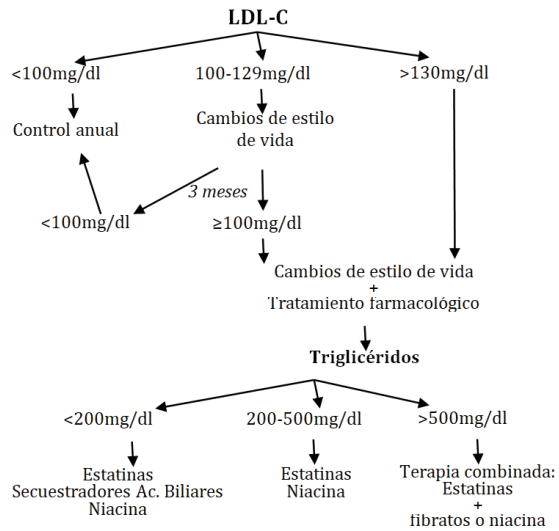 LDL-C
<100mg/dl
100-129mg/dl
>130mg/dl
Control anual
Cambios de estilo
de vida
3 meses
<100mg/dl
≥100mg/dl
Cambios de estilo de vida
+
Tratamiento farmacológico
Triglicéridos
<200mg/dl
200-500mg/dl
>500mg/dl
Estatinas
Secuestradores Ac. Biliares
Niacina
Estatinas
Niacina
Terapia combinada:
Estatinas
+
fibratos o niacina